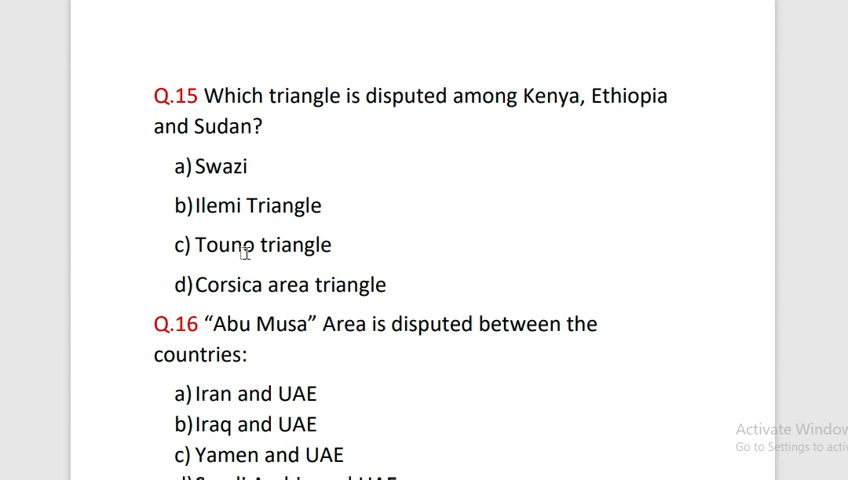 Q.15 Which triangle is disputed among Kenya, Ethiopia
and Sudan?
a) Swazi
b) Ilemi Triangle
c) Touno triangle
d) Corsica area triangle
Q.16 “Abu Musa” Area is disputed between the
countries:
a) Iran and UAE
b) Iraq and UAE
c) Yamen and UAE
Activate Window
Go to Settings to activ